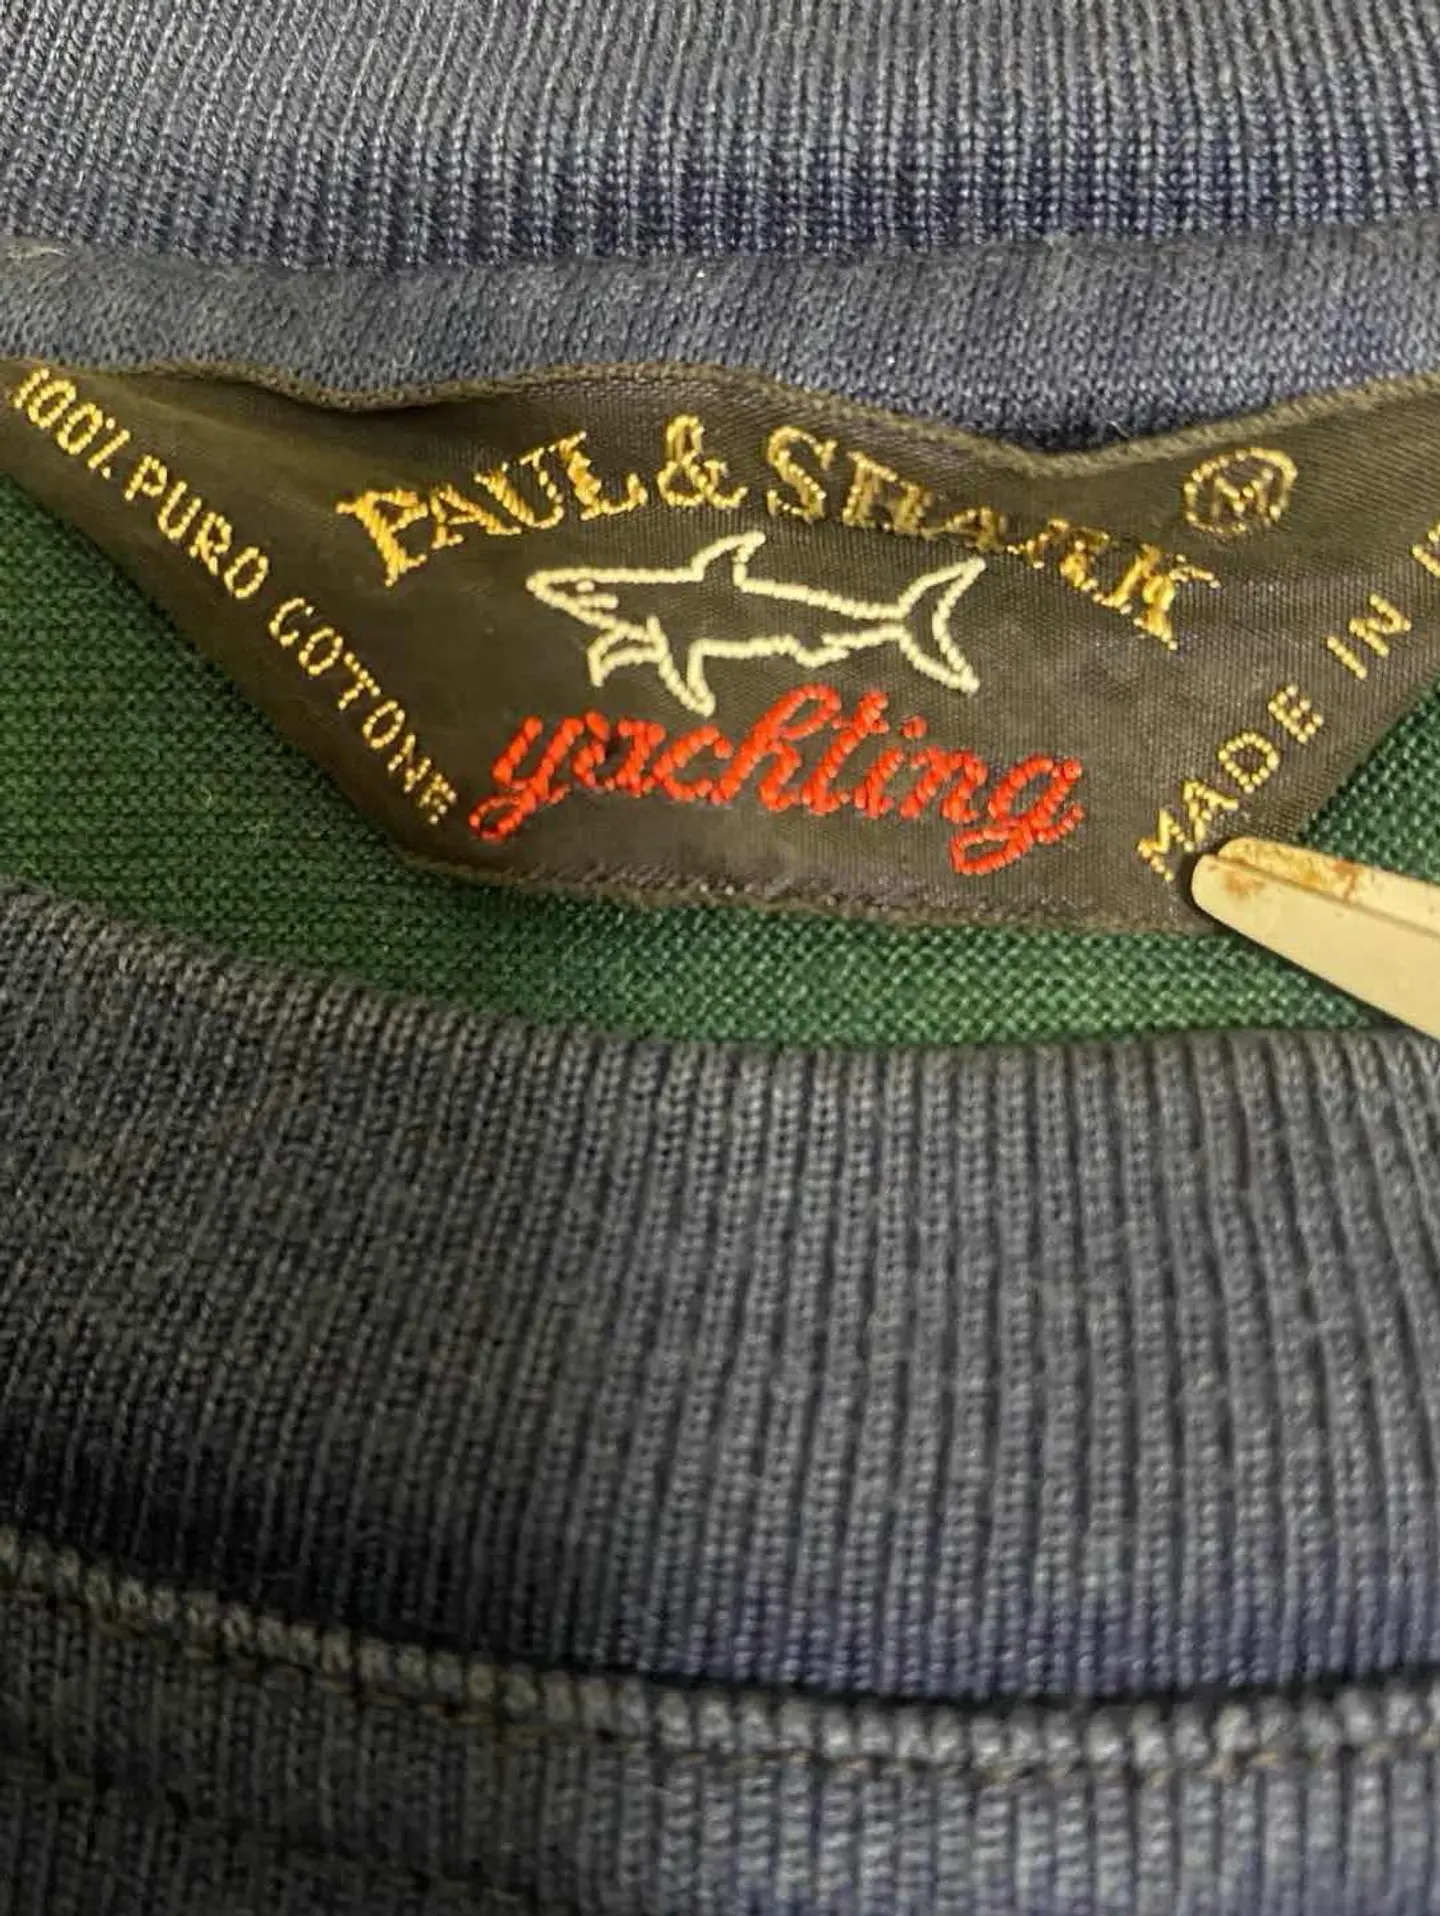 100% PURO COTONE
PAUL & SHARK
M
yachting
MADE IN